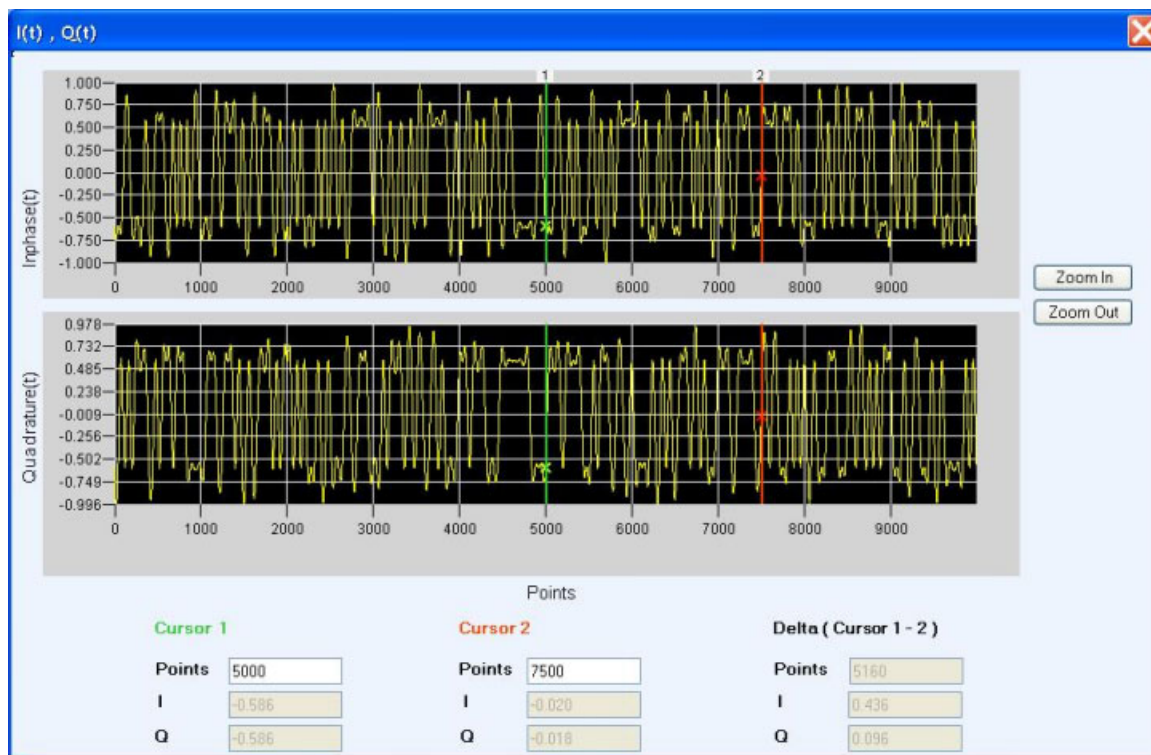 I(t) , Q(t)
1 2
1.000
0.750
0.500
0.250
0.000
-0.250
-0.500
-0.750
-1.000
Inphase(t)
0 1000 2000 3000 4000 5000 6000 7000 8000 9000
Zoom In
Zoom Out
0.978
0.732
0.485
0.238
-0.009
-0.256
-0.502
-0.749
-0.996
Quadrature(t)
0 1000 2000 3000 4000 5000 6000 7000 8000 9000
Points
Cursor 1 Cursor 2 Delta ( Cursor 1 - 2 )
Points 5000 Points 7500 Points 5160
I -0.586 I -0.020 I 0.436
Q -0.586 Q -0.018 Q 0.096